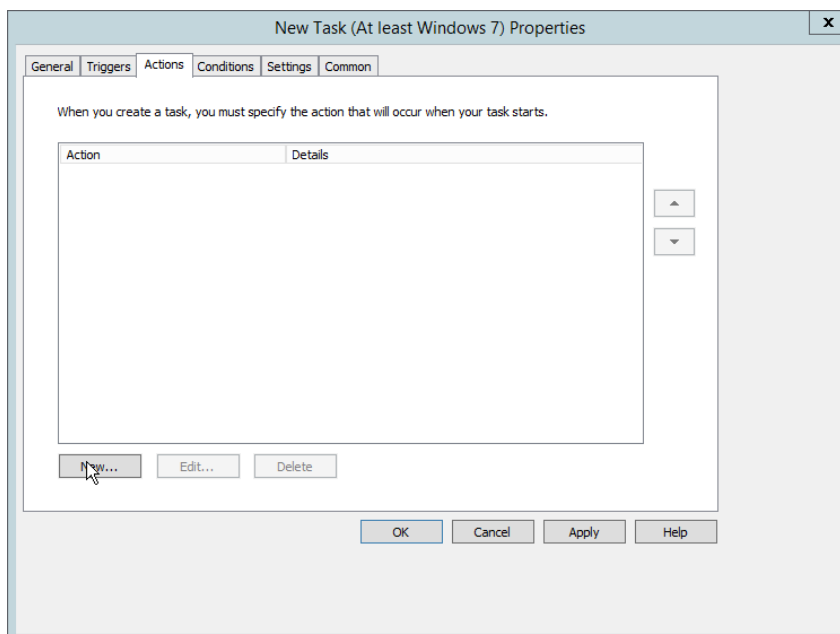 New Task (At least Windows 7) Properties
x
General Triggers Actions Conditions Settings Common
When you create a task, you must specify the action that will occur when your task starts.
Action Details
New... Edit... Delete
OK Cancel Apply Help